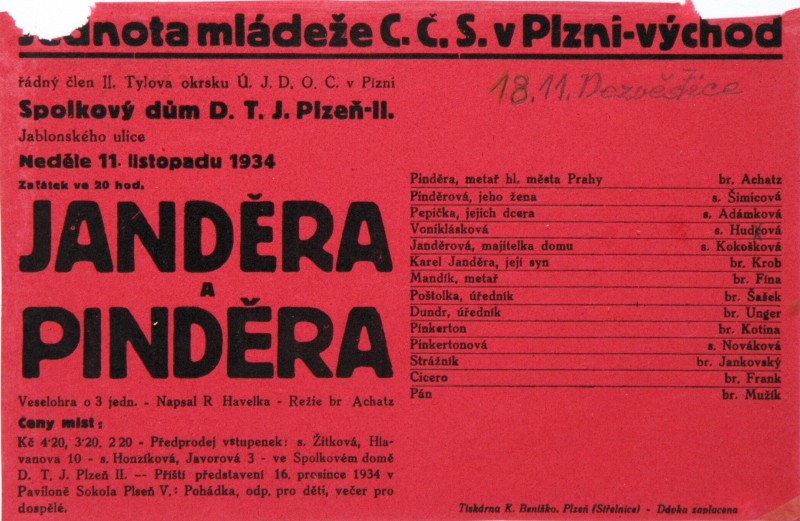 Jednota mládeže C. Č. S. v Plzni-východ
řádný člen II. Tylova okrsku Ú. J. D. O. C. v Plzni
Spolkový dům D. T. J. Plzeň-II.
Jablonského ulice
18.11. Dezvědice
Neděle 11. listopadu 1934
Začátek ve 20 hod.
JANDĚRA
A
PINDĚRA
Veselohra o 3 jedn. - Napsal R Havelka - Režie br Achatz
Ceny míst:
Kč 4·20, 3·20, 2 20 - Předprodej vstupenek: s. Žitková, Hla-
vanova 10 - s. Honzíková, Javorová 3 - ve Spolkovém domě
D. T. J. Plzeň II. — Příští představení 16. prosince 1934 v
Paviloně Sokola Plzeň V.: Pohádka, odp. pro děti, večer pro
dospělé.
Pinděra, metař hl. města Prahy br. Achatz
Pinděrová, jeho žena s. Šimicová
Pepička, jejich dcera s. Adámková
Voniklásková s. Hudcová
Janděrová, majitelka domu s. Kokošková
Karel Janděra, její syn br. Krob
Mandík, metař br. Fína
Poštolka, úředník br. Šašek
Dundr, úředník br. Unger
Pinkerton br. Kotina
Pinkertonová s. Nováková
Strážník br. Jankovský
Cicero br. Frank
Pán br. Mužík
Tiskárna K. Beníško, Plzeň (Střelnice) - Dávka zaplacena